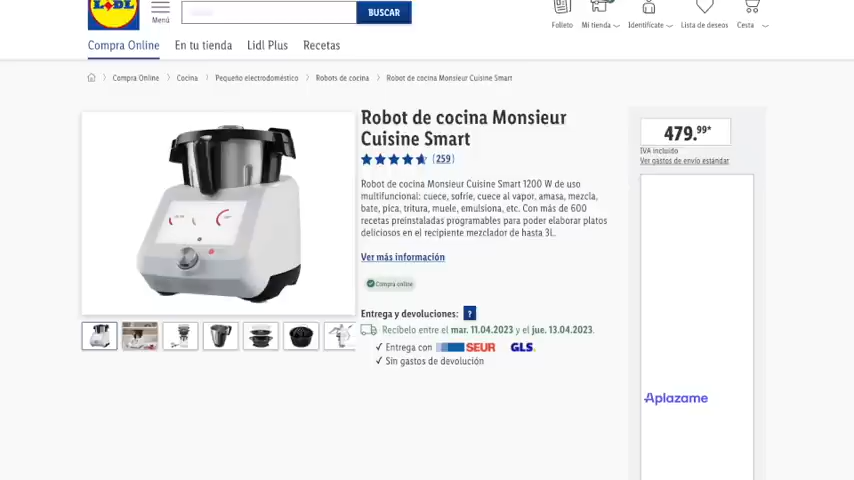 LIDL
Menú
BUSCAR
Folleto
Mi tienda
Identifícate
Lista de deseos
Cesta
Compra Online
En tu tienda
Lidl Plus
Recetas
Compra Online
Cocina
Pequeño electrodoméstico
Robots de cocina
Robot de cocina Monsieur Cuisine Smart
Robot de cocina Monsieur
Cuisine Smart
(259)
Robot de cocina Monsieur Cuisine Smart 1200 W de uso
multifuncional: cuece, sofríe, cuece al vapor, amasa, mezcla,
bate, pica, tritura, muele, emulsiona, etc. Con más de 600
recetas preinstaladas programables para poder elaborar platos
deliciosos en el recipiente mezclador de hasta 3L.
Ver más información
Compra online
Entrega y devoluciones: ?
Recíbelo entre el mar. 11.04.2023 y el jue. 13.04.2023.
✓ Entrega con SEUR GLS.
✓ Sin gastos de devolución
479.99*
IVA incluido
Ver gastos de envío estándar
Aplazame